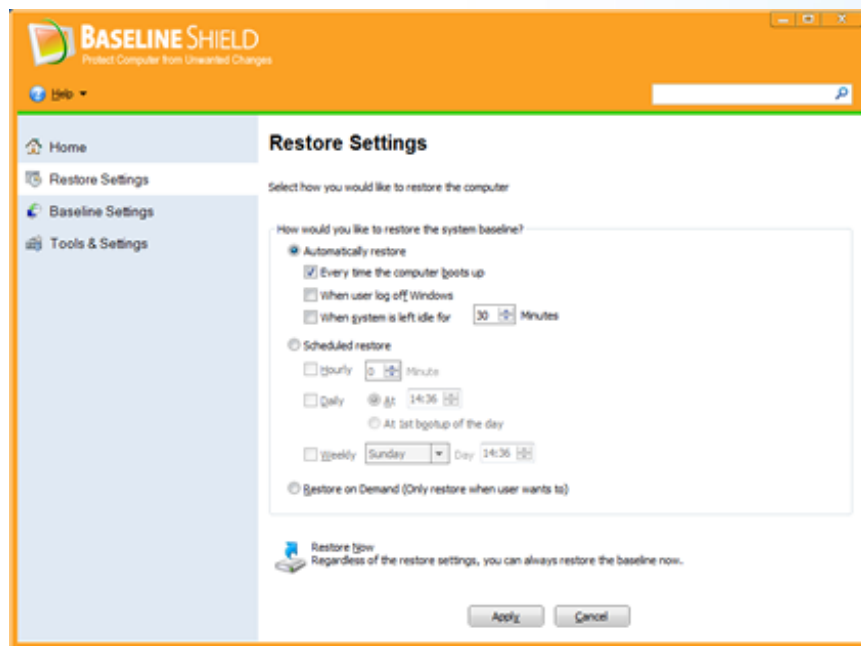 BASELINE SHIELD
Protect Computer from Unwanted Changes
Help
Home
Restore Settings
Baseline Settings
Tools & Settings
Restore Settings
Select how you would like to restore the computer
How would you like to restore the system baseline?
Automatically restore
Every time the computer boots up
When user log off Windows
When system is left idle for 30 Minutes
Scheduled restore
Hourly 0 Minute
Daily At 14:36
At 1st bootup of the day
Weekly Sunday Day 14:36
Restore on Demand (Only restore when user wants to)
Restore Now
Regardless of the restore settings, you can always restore the baseline now.
Apply Cancel